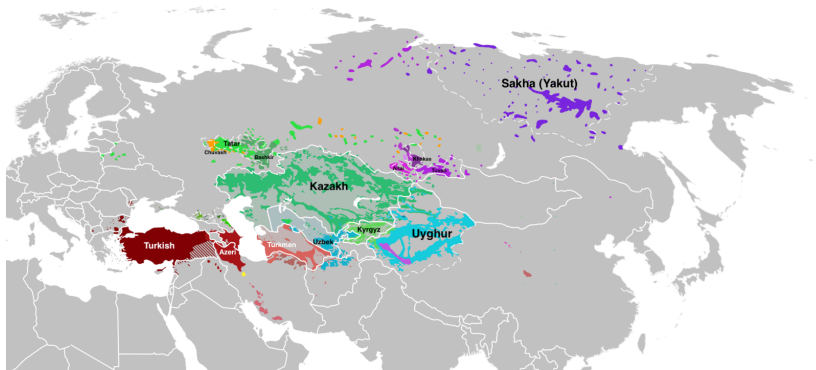 Sakha (Yakut)
Tatar
Chuvash
Bashkir
Khakas
Altai
Tuvan
Kazakh
Kyrgyz
Uyghur
Turkish
Azeri
Turkmen
Uzbek